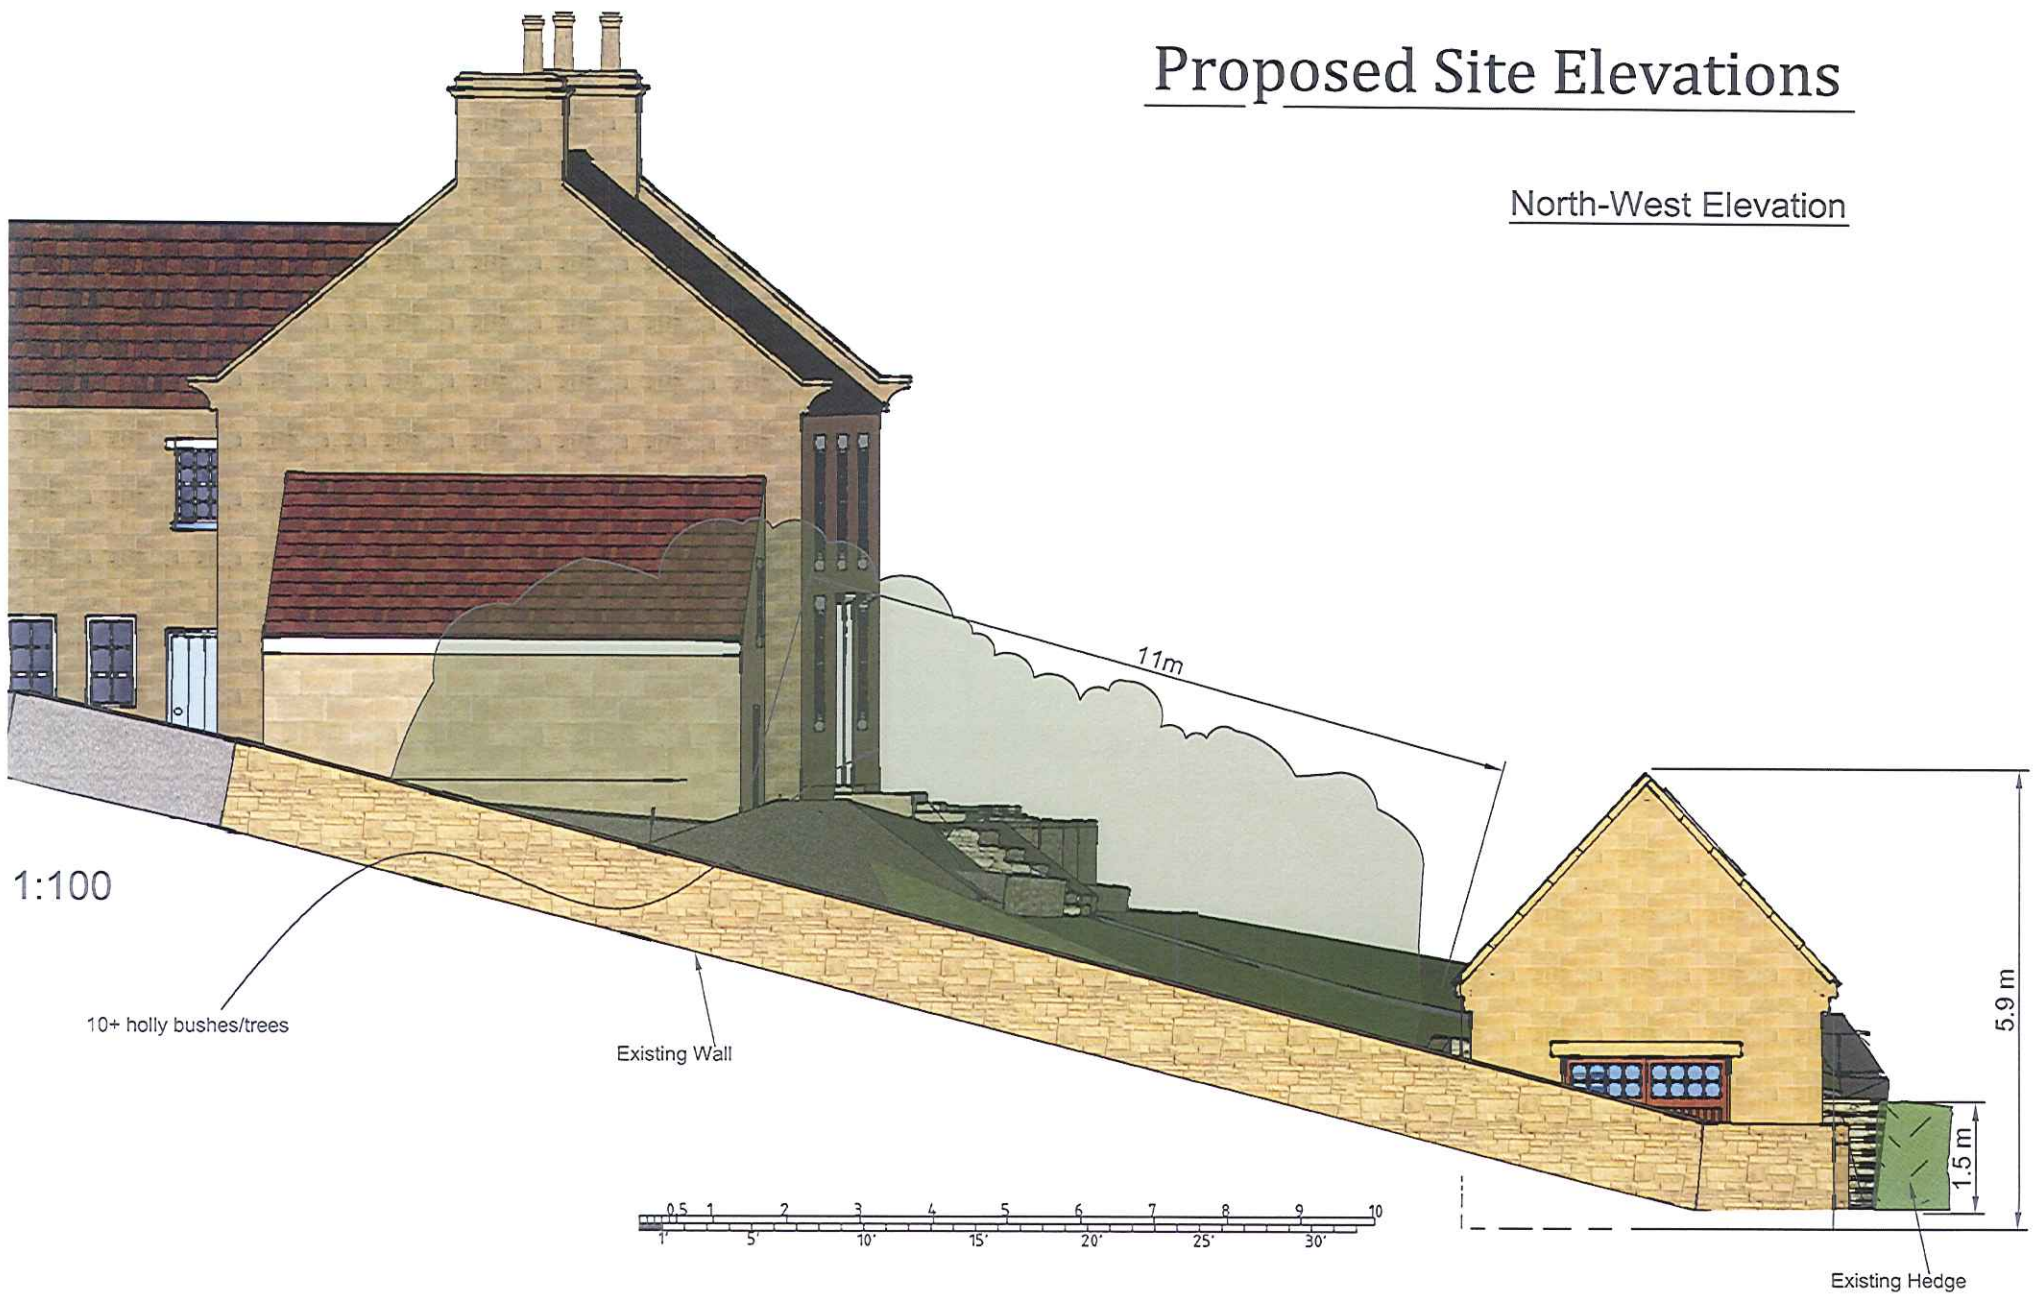 Proposed Site Elevations
North-West Elevation
11m
5.9 m
1:100
10+ holly bushes/trees
Existing Wall
1.5 m
0.5 1 2 3 4 5 6 7 8 9 10
1' 5' 10' 15' 20' 25' 30'
Existing Hedge